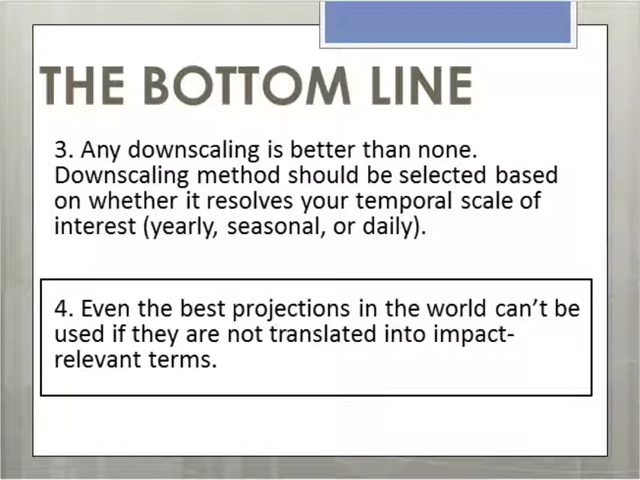 THE BOTTOM LINE
3. Any downscaling is better than none.
Downscaling method should be selected based
on whether it resolves your temporal scale of
interest (yearly, seasonal, or daily).
4. Even the best projections in the world can’t be
used if they are not translated into impact-
relevant terms.